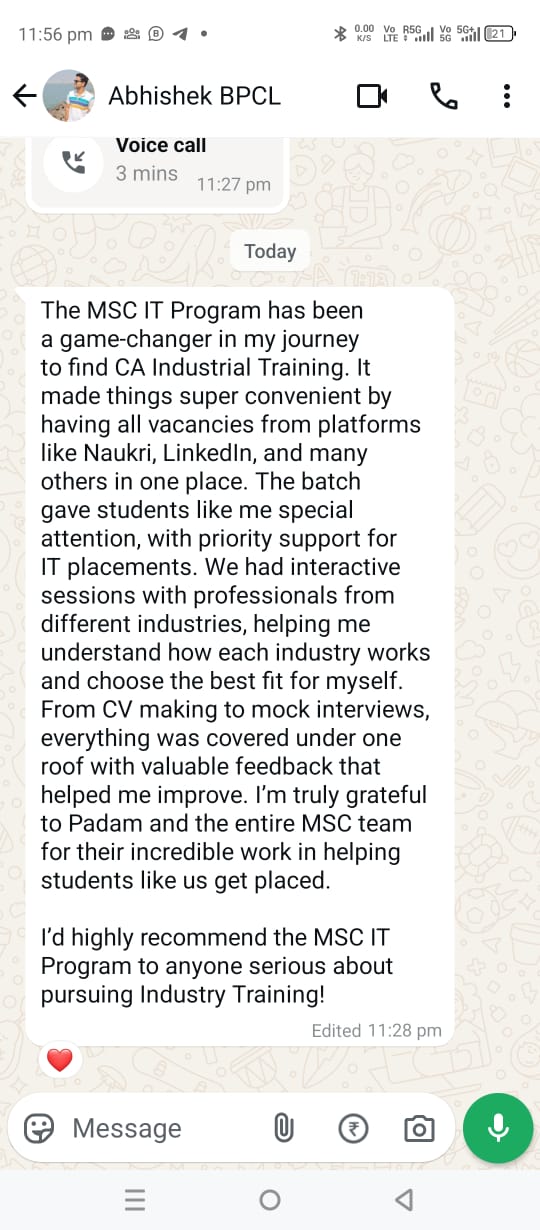 11:56 pm
0.00 K/S
Vo LTE R5G Vo 5G 5G+ 21
Abhishek BPCL
Voice call
3 mins
11:27 pm
Today
The MSC IT Program has been
a game-changer in my journey
to find CA Industrial Training. It
made things super convenient by
having all vacancies from platforms
like Naukri, LinkedIn, and many
others in one place. The batch
gave students like me special
attention, with priority support for
IT placements. We had interactive
sessions with professionals from
different industries, helping me
understand how each industry works
and choose the best fit for myself.
From CV making to mock interviews,
everything was covered under one
roof with valuable feedback that
helped me improve. I’m truly grateful
to Padam and the entire MSC team
for their incredible work in helping
students like us get placed.
I’d highly recommend the MSC IT
Program to anyone serious about
pursuing Industry Training!
Edited 11:28 pm
Message